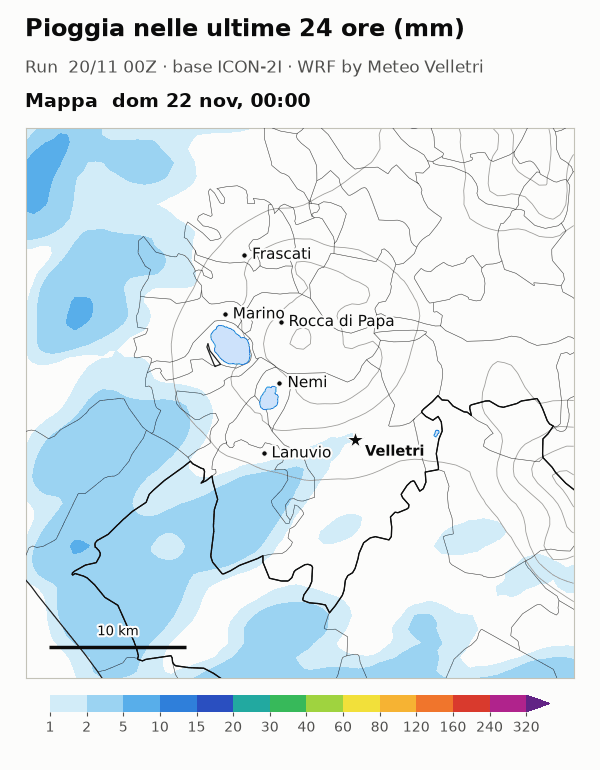 Pioggia nelle ultime 24 ore (mm)
Run  20/11 00Z · base ICON-2I · WRF by Meteo Velletri
Mappa  dom 22 nov, 00:00
Frascati
Marino
Rocca di Papa
Nemi
Lanuvio
Velletri
10 km
1 2 5 10 15 20 30 40 60 80 120 160 240 320